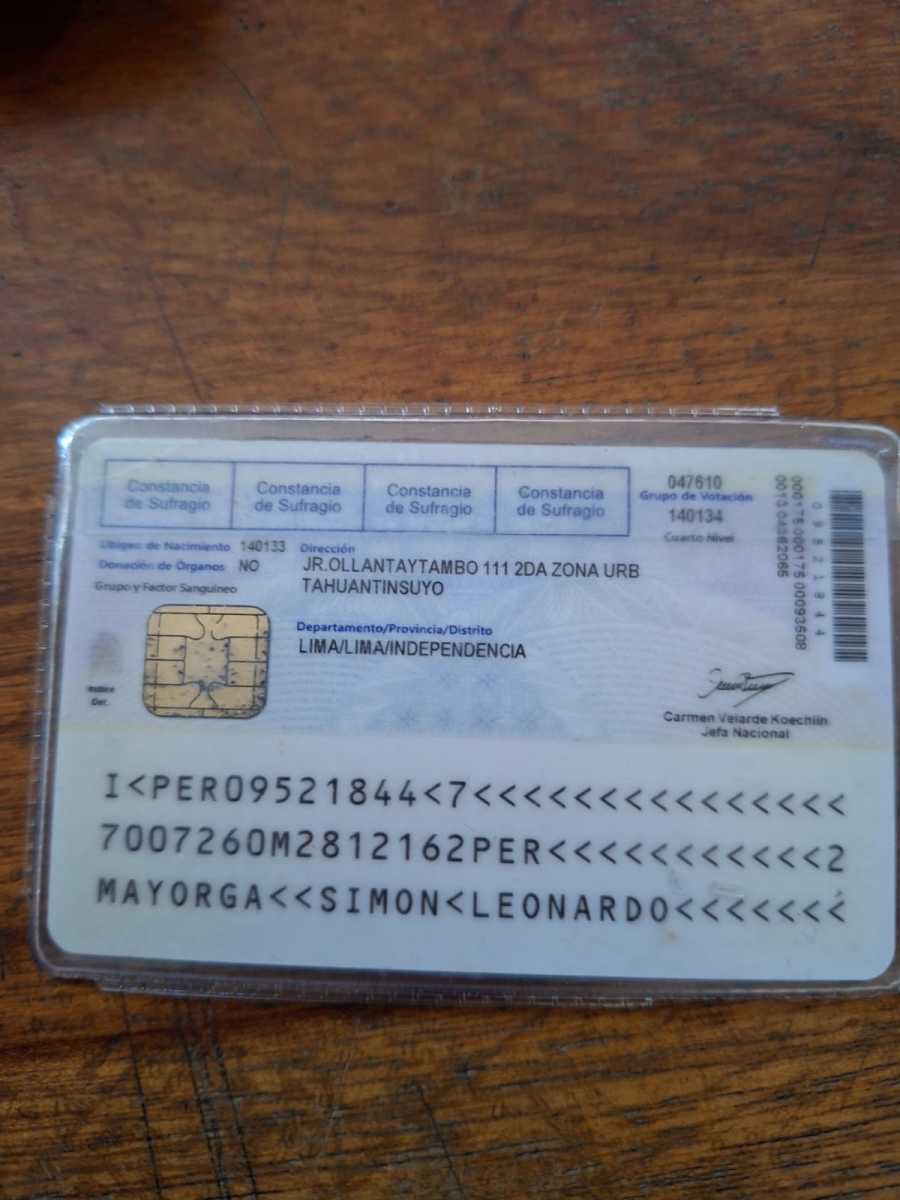 Constancia de Sufragio Constancia de Sufragio Constancia de Sufragio Constancia de Sufragio
047610
Grupo de Votación
140134
Cuarto Nivel
Ubigeo de Nacimiento 140133
Donación de Órganos NO
Grupo y Factor Sanguíneo
Dirección
JR.OLLANTAYTAMBO 111 2DA ZONA URB
TAHUANTINSUYO
Departamento/Provincia/Distrito
LIMA/LIMA/INDEPENDENCIA
Indice
Der.
Carmen Velarde Koechlin
Jefa Nacional
I<PER09521844<7<<<<<<<<<<<<<<<
7007260M2812162PER<<<<<<<<<<<2
MAYORGA<<SIMON<LEONARDO<<<<<<<